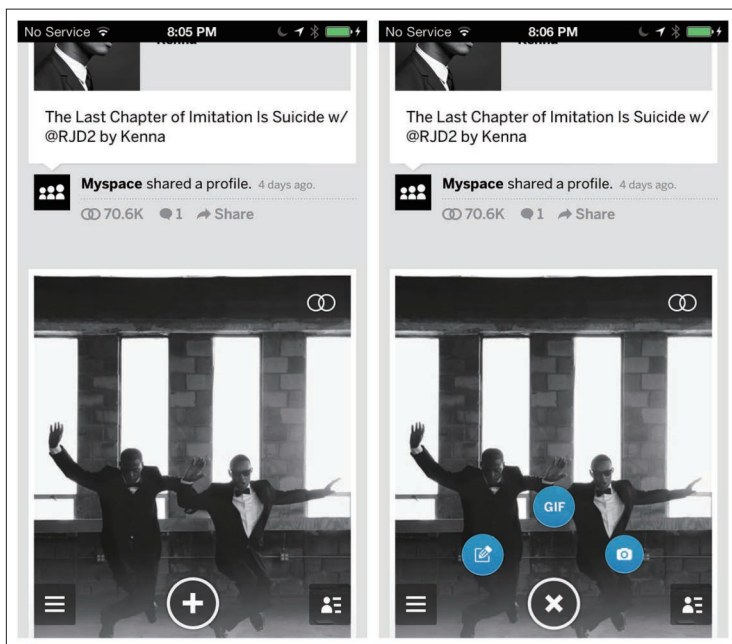 No Service 8:05 PM
Kenna
The Last Chapter of Imitation Is Suicide w/
@RJD2 by Kenna
Myspace shared a profile. 4 days ago.
70.6K 1 Share
No Service 8:06 PM
Kenna
The Last Chapter of Imitation Is Suicide w/
@RJD2 by Kenna
Myspace shared a profile. 4 days ago.
70.6K 1 Share
GIF